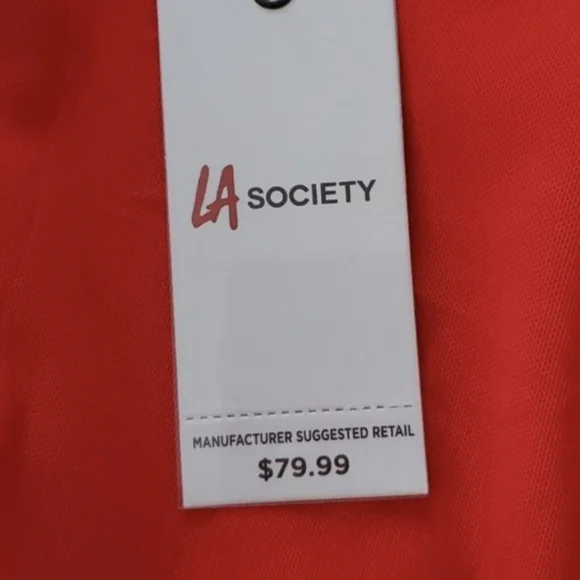 LA SOCIETY
MANUFACTURER SUGGESTED RETAIL
$79.99